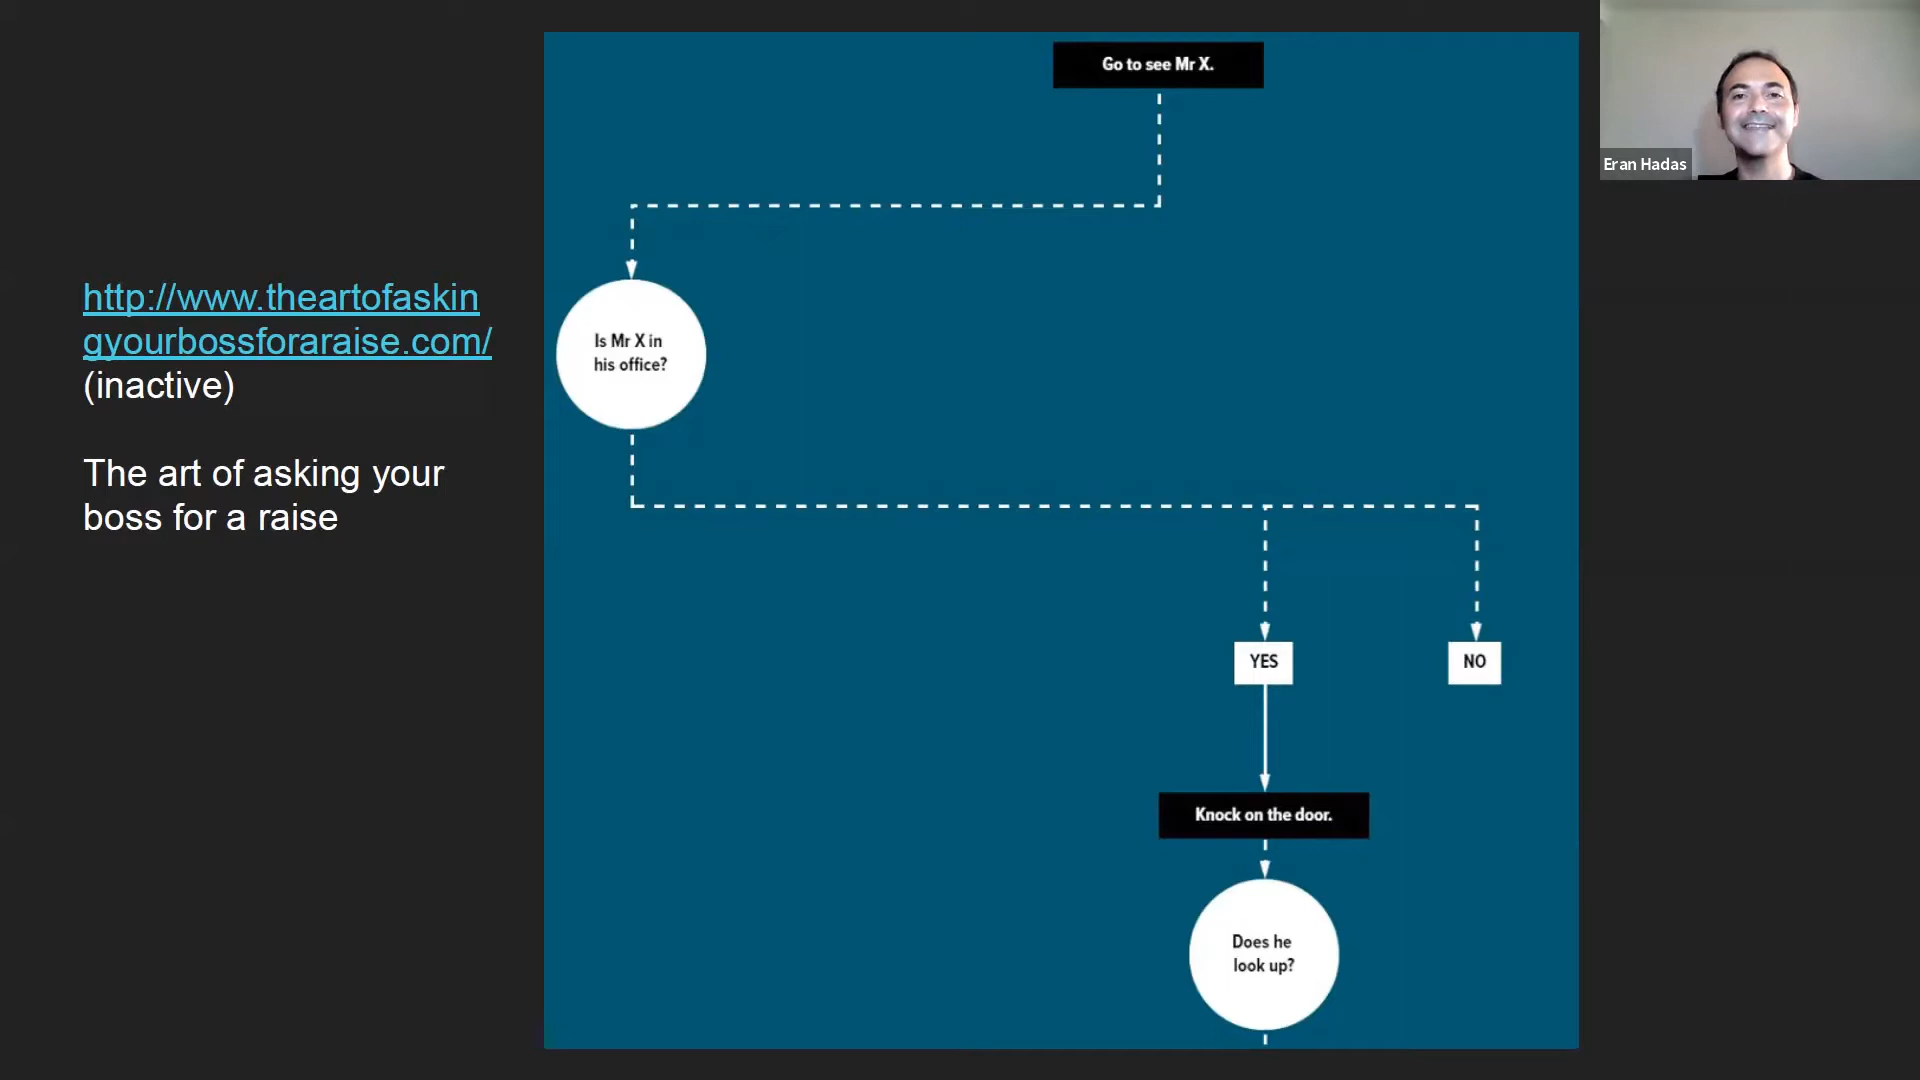 http://www.theartofaskin
gyourbossforaraise.com/
(inactive)
The art of asking your
boss for a raise
Go to see Mr X.
Is Mr X in
his office?
YES
NO
Knock on the door.
Does he
look up?
Eran Hadas